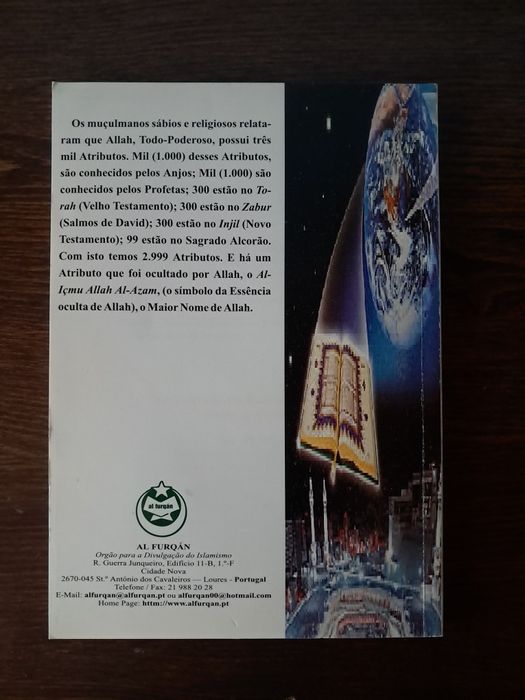 Os muçulmanos sábios e religiosos relata-
ram que Allah, Todo-Poderoso, possui três
mil Atributos. Mil (1.000) desses Atributos,
são conhecidos pelos Anjos; Mil (1.000) são
conhecidos pelos Profetas; 300 estão no To-
rah (Velho Testamento); 300 estão no Zabur
(Salmos de David); 300 estão no Injil (Novo
Testamento); 99 estão no Sagrado Alcorão.
Com isto temos 2.999 Atributos. E há um
Atributo que foi ocultado por Allah, o Al-
Içmu Allah Al-Azam, (o símbolo da Essência
oculta de Allah), o Maior Nome de Allah.
al furqán
AL FURQÁN
Orgão para a Divulgação do Islamismo
R. Guerra Junqueiro, Edifício 11-B, 1.º-F
Cidade Nova
2670-045 St.º António dos Cavaleiros — Loures - Portugal
Telefone / Fax: 21 988 20 28
E-Mail: alfurqan@alfurqan.pt ou alfurqan00@hotmail.com
Home Page: httm://www.alfurqan.pt